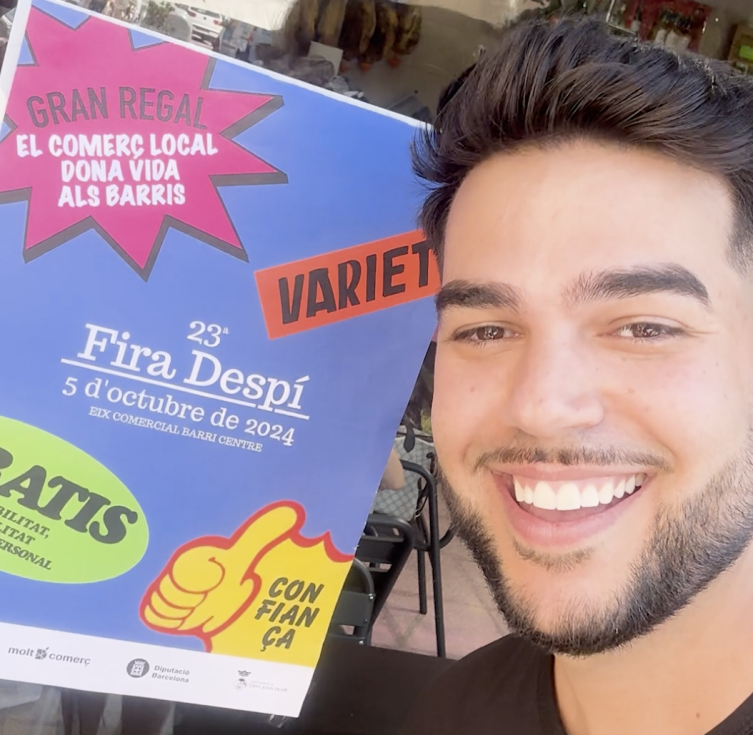 GRAN REGAL
EL COMERÇ LOCAL
DONA VIDA
ALS BARRIS
VARIET
23ª
Fira Despí
5 d'octubre de 2024
EIX COMERCIAL BARRI CENTRE
RATIS
BILITAT,
LITAT
ERSONAL
CON
FIAN
ÇA
molt comerç
Diputació
Barcelona